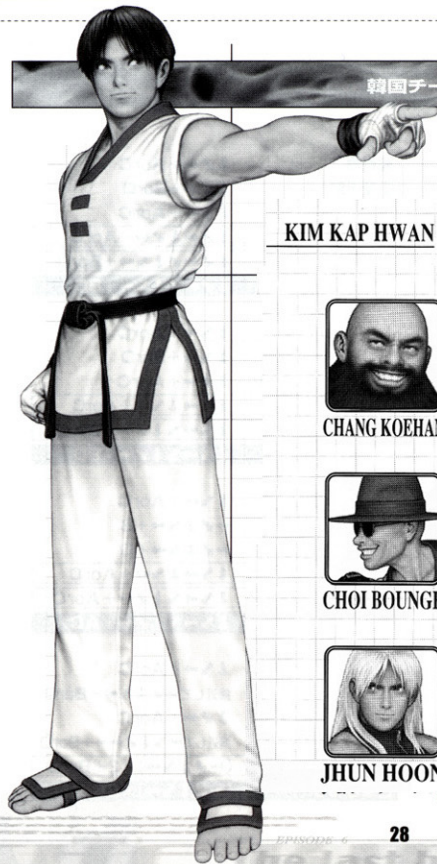 韓国チー
KIM KAP HWAN
CHANG KOEHAN
CHOI BOUNGE
JHUN HOON
EPISODE 6
28